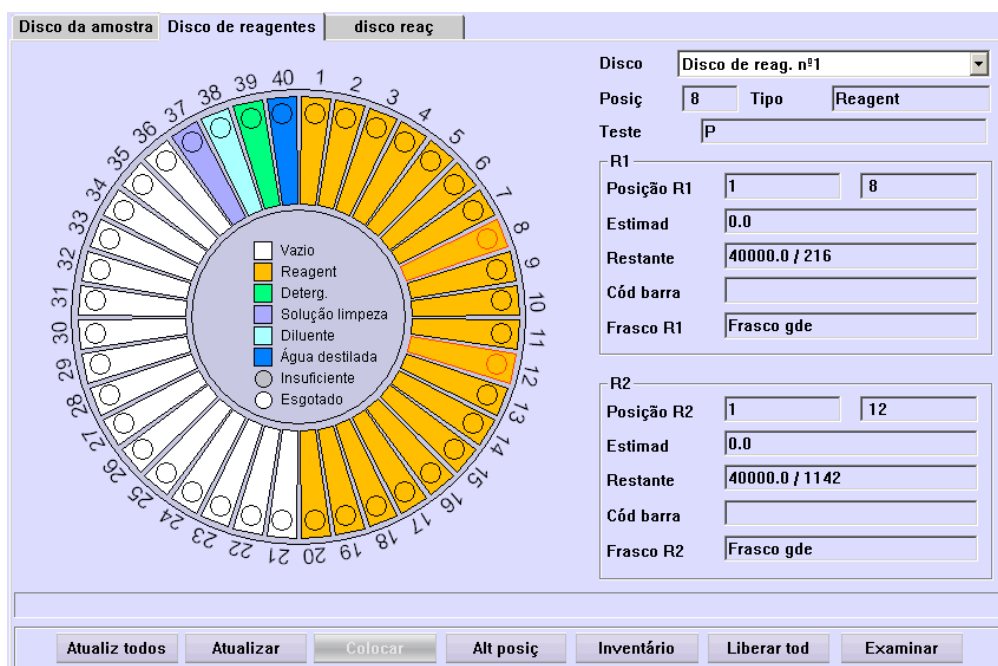 Disco da amostra Disco de reagentes disco reaç
Disco Disco de reag. nº1
Posiç 8 Tipo Reagent
Teste P
R1
Posição R1 1 8
Estimad 0.0
Restante 40000.0 / 216
Cód barra
Frasco R1 Frasco gde
R2
Posição R2 1 12
Estimad 0.0
Restante 40000.0 / 1142
Cód barra
Frasco R2 Frasco gde
1
2
3
4
5
6
7
8
9
10
11
12
13
14
15
16
17
18
19
20
21
22
23
24
25
26
27
28
29
30
31
32
33
34
35
36
37
38
39
40
Vazio
Reagent
Deterg.
Solução limpeza
Diluente
Água destilada
Insuficiente
Esgotado
Atualiz todos Atualizar Colocar Alt posiç Inventário Liberar tod Examinar